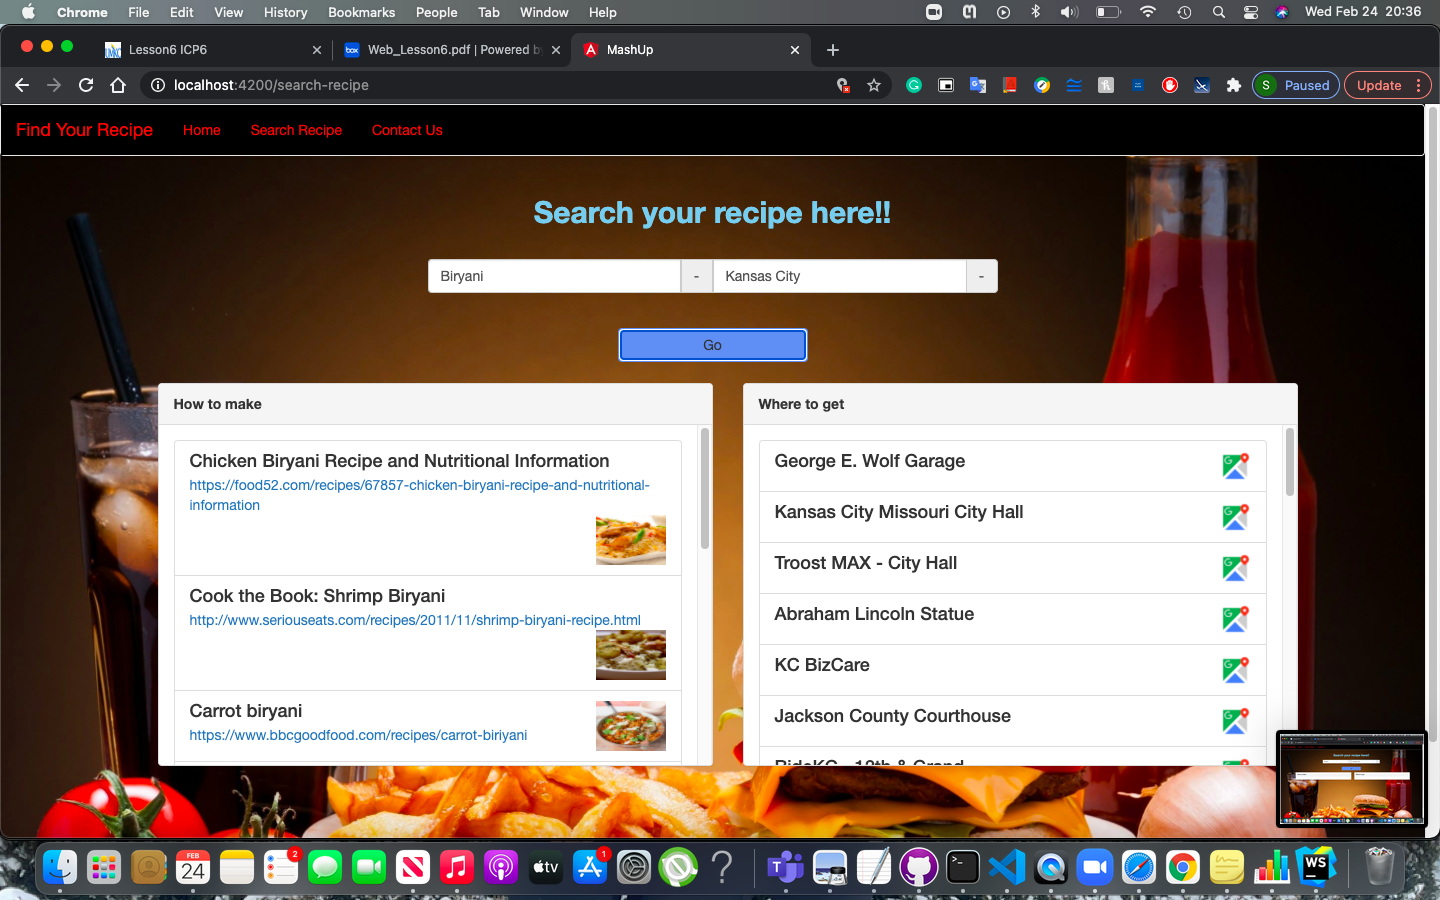 Chrome File Edit View History Bookmarks People Tab Window Help Wed Feb 24 20:36
Lesson6 ICP6
box Web_Lesson6.pdf | Powered b
MashUp
localhost:4200/search-recipe
S Paused Update
Find Your Recipe Home Search Recipe Contact Us
Search your recipe here!!
Biryani - Kansas City -
Go
How to make
Chicken Biryani Recipe and Nutritional Information
https://food52.com/recipes/67857-chicken-biryani-recipe-and-nutritional-
information
Cook the Book: Shrimp Biryani
http://www.seriouseats.com/recipes/2011/11/shrimp-biryani-recipe.html
Carrot biryani
https://www.bbcgoodfood.com/recipes/carrot-biriyani
Where to get
George E. Wolf Garage
Kansas City Missouri City Hall
Troost MAX - City Hall
Abraham Lincoln Statue
KC BizCare
Jackson County Courthouse
RideKC - 12th & Grand
FEB
24
2
tv
1
WS